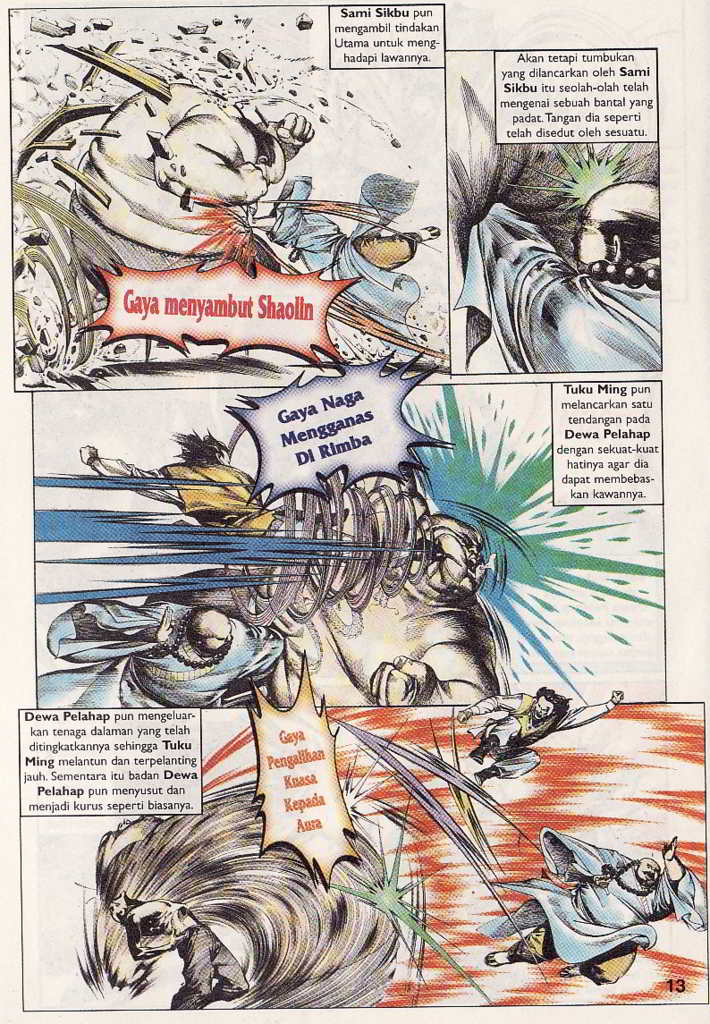 Sami Sikbu pun
mengambil tindakan
Utama untuk meng-
hadapi lawannya.
Akan tetapi tumbukan
yang dilancarkan oleh Sami
Sikbu itu seolah-olah telah
mengenai sebuah bantal yang
padat. Tangan dia seperti
telah disedut oleh sesuatu.
Gaya menyambut Shaolin
Gaya Naga
Mengganas
Di Rimba
Tuku Ming pun
melancarkan satu
tendangan pada
Dewa Pelahap
dengan sekuat-kuat
hatinya agar dia
dapat membebas-
kan kawannya.
Dewa Pelahap pun mengeluar-
kan tenaga dalaman yang telah
ditingkatkannya sehingga Tuku
Ming melantun dan terpelanting
jauh. Sementara itu badan Dewa
Pelahap pun menyusut dan
menjadi kurus seperti biasanya.
Gaya
Pengalihan
Kuasa
Kepada
Aura
13